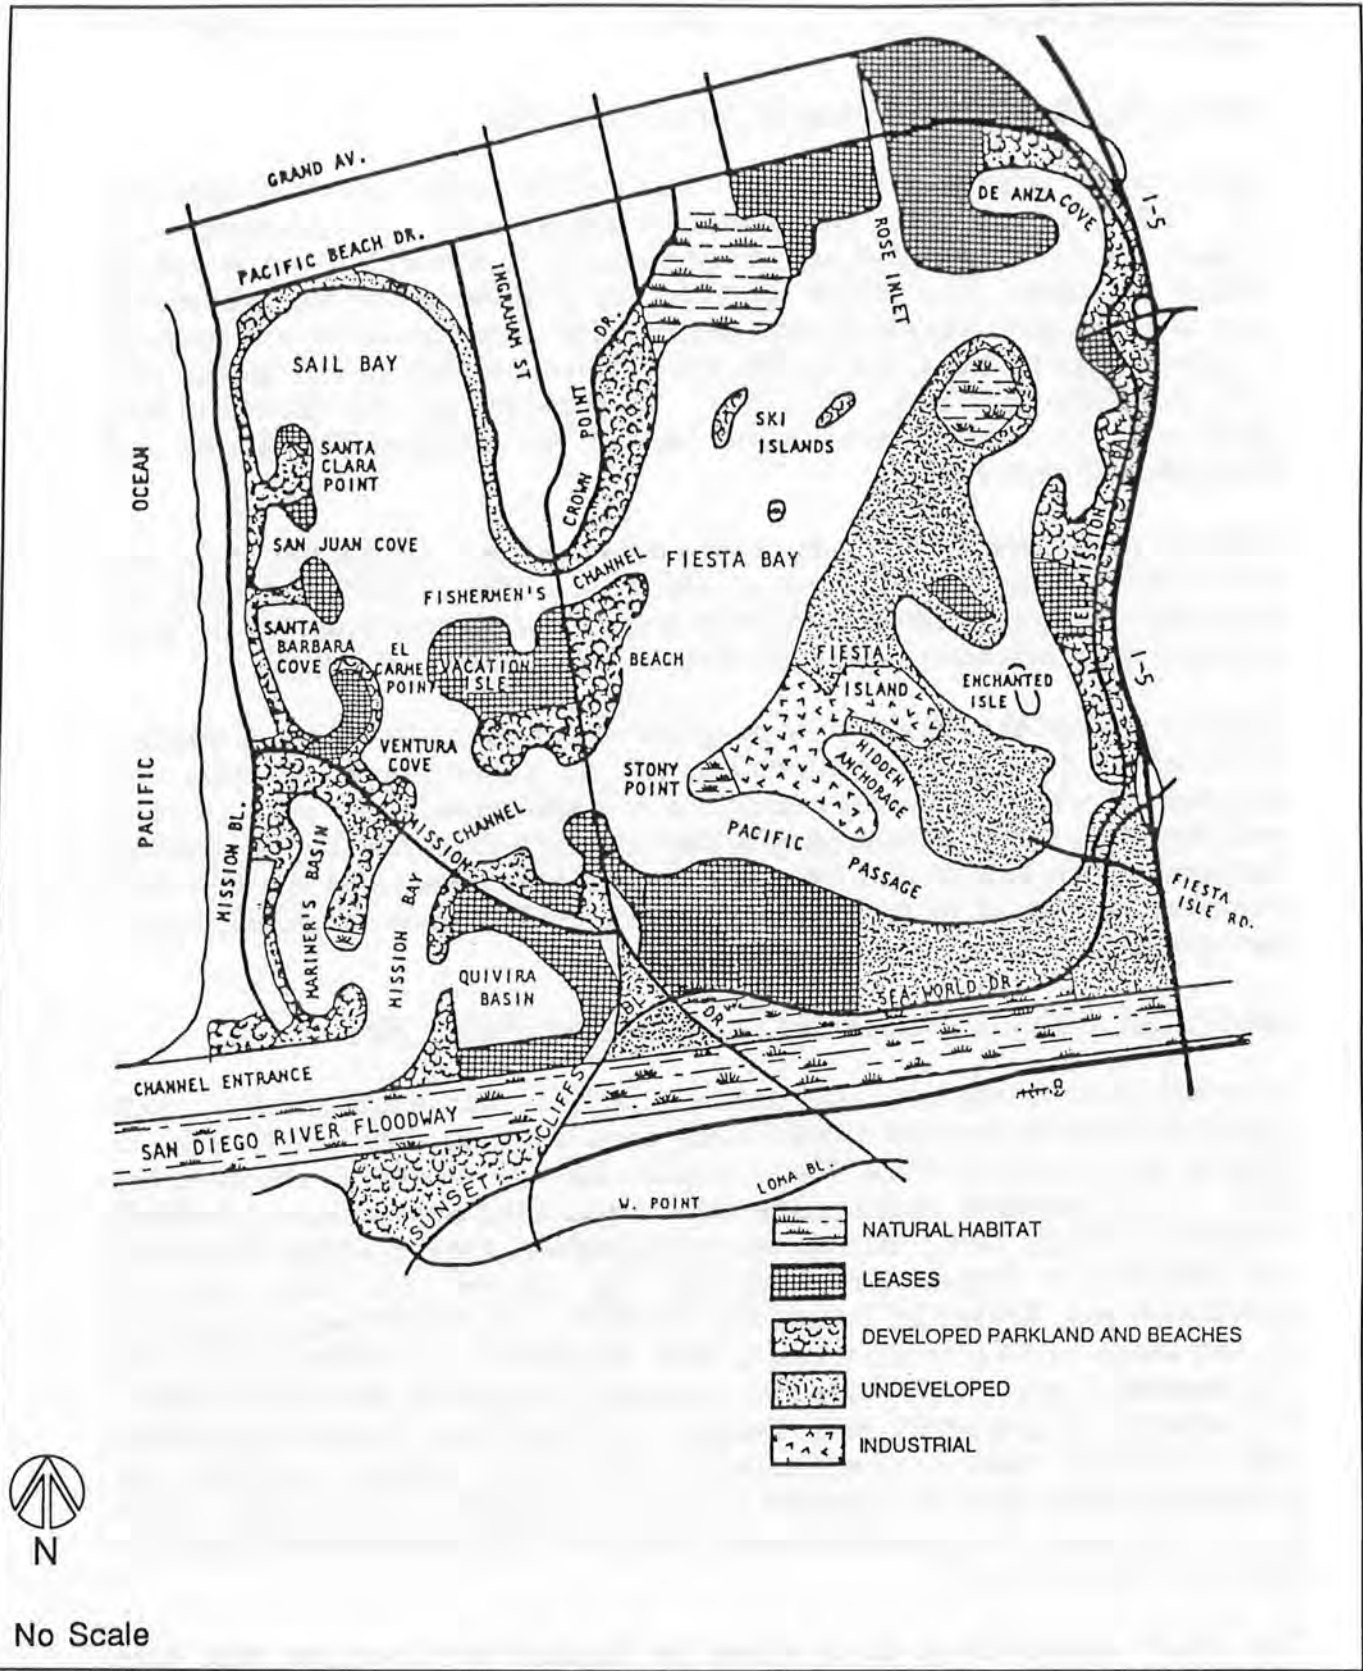 GRAND AV.
PACIFIC BEACH DR.
INGRAHAM ST
CROWN POINT DR.
ROSE INLET
DE ANZA COVE
I-5
SAIL BAY
SKI
ISLANDS
SANTA
CLARA
POINT
OCEAN
PACIFIC
SAN JUAN COVE
FISHERMEN'S CHANNEL
FIESTA BAY
E. MISSION BAY
SANTA
BARBARA
COVE
EL
CARME
POINT
VACATION
ISLE
BEACH
FIESTA
ISLAND
ENCHANTED
ISLE
I-5
VENTURA
COVE
STONY
POINT
HIDDEN
ANCHORAGE
MISSION CHANNEL
PACIFIC PASSAGE
FIESTA
ISLE RD.
MISSION BL.
MARINER'S BASIN
MISSION BAY
QUIVIRA
BASIN
SEA WORLD DR.
DR
CHANNEL ENTRANCE
SAN DIEGO RIVER FLOODWAY
SUNSET CLIFFS BL.
W. POINT LOMA BL.
NATURAL HABITAT
LEASES
DEVELOPED PARKLAND AND BEACHES
UNDEVELOPED
INDUSTRIAL
N
No Scale